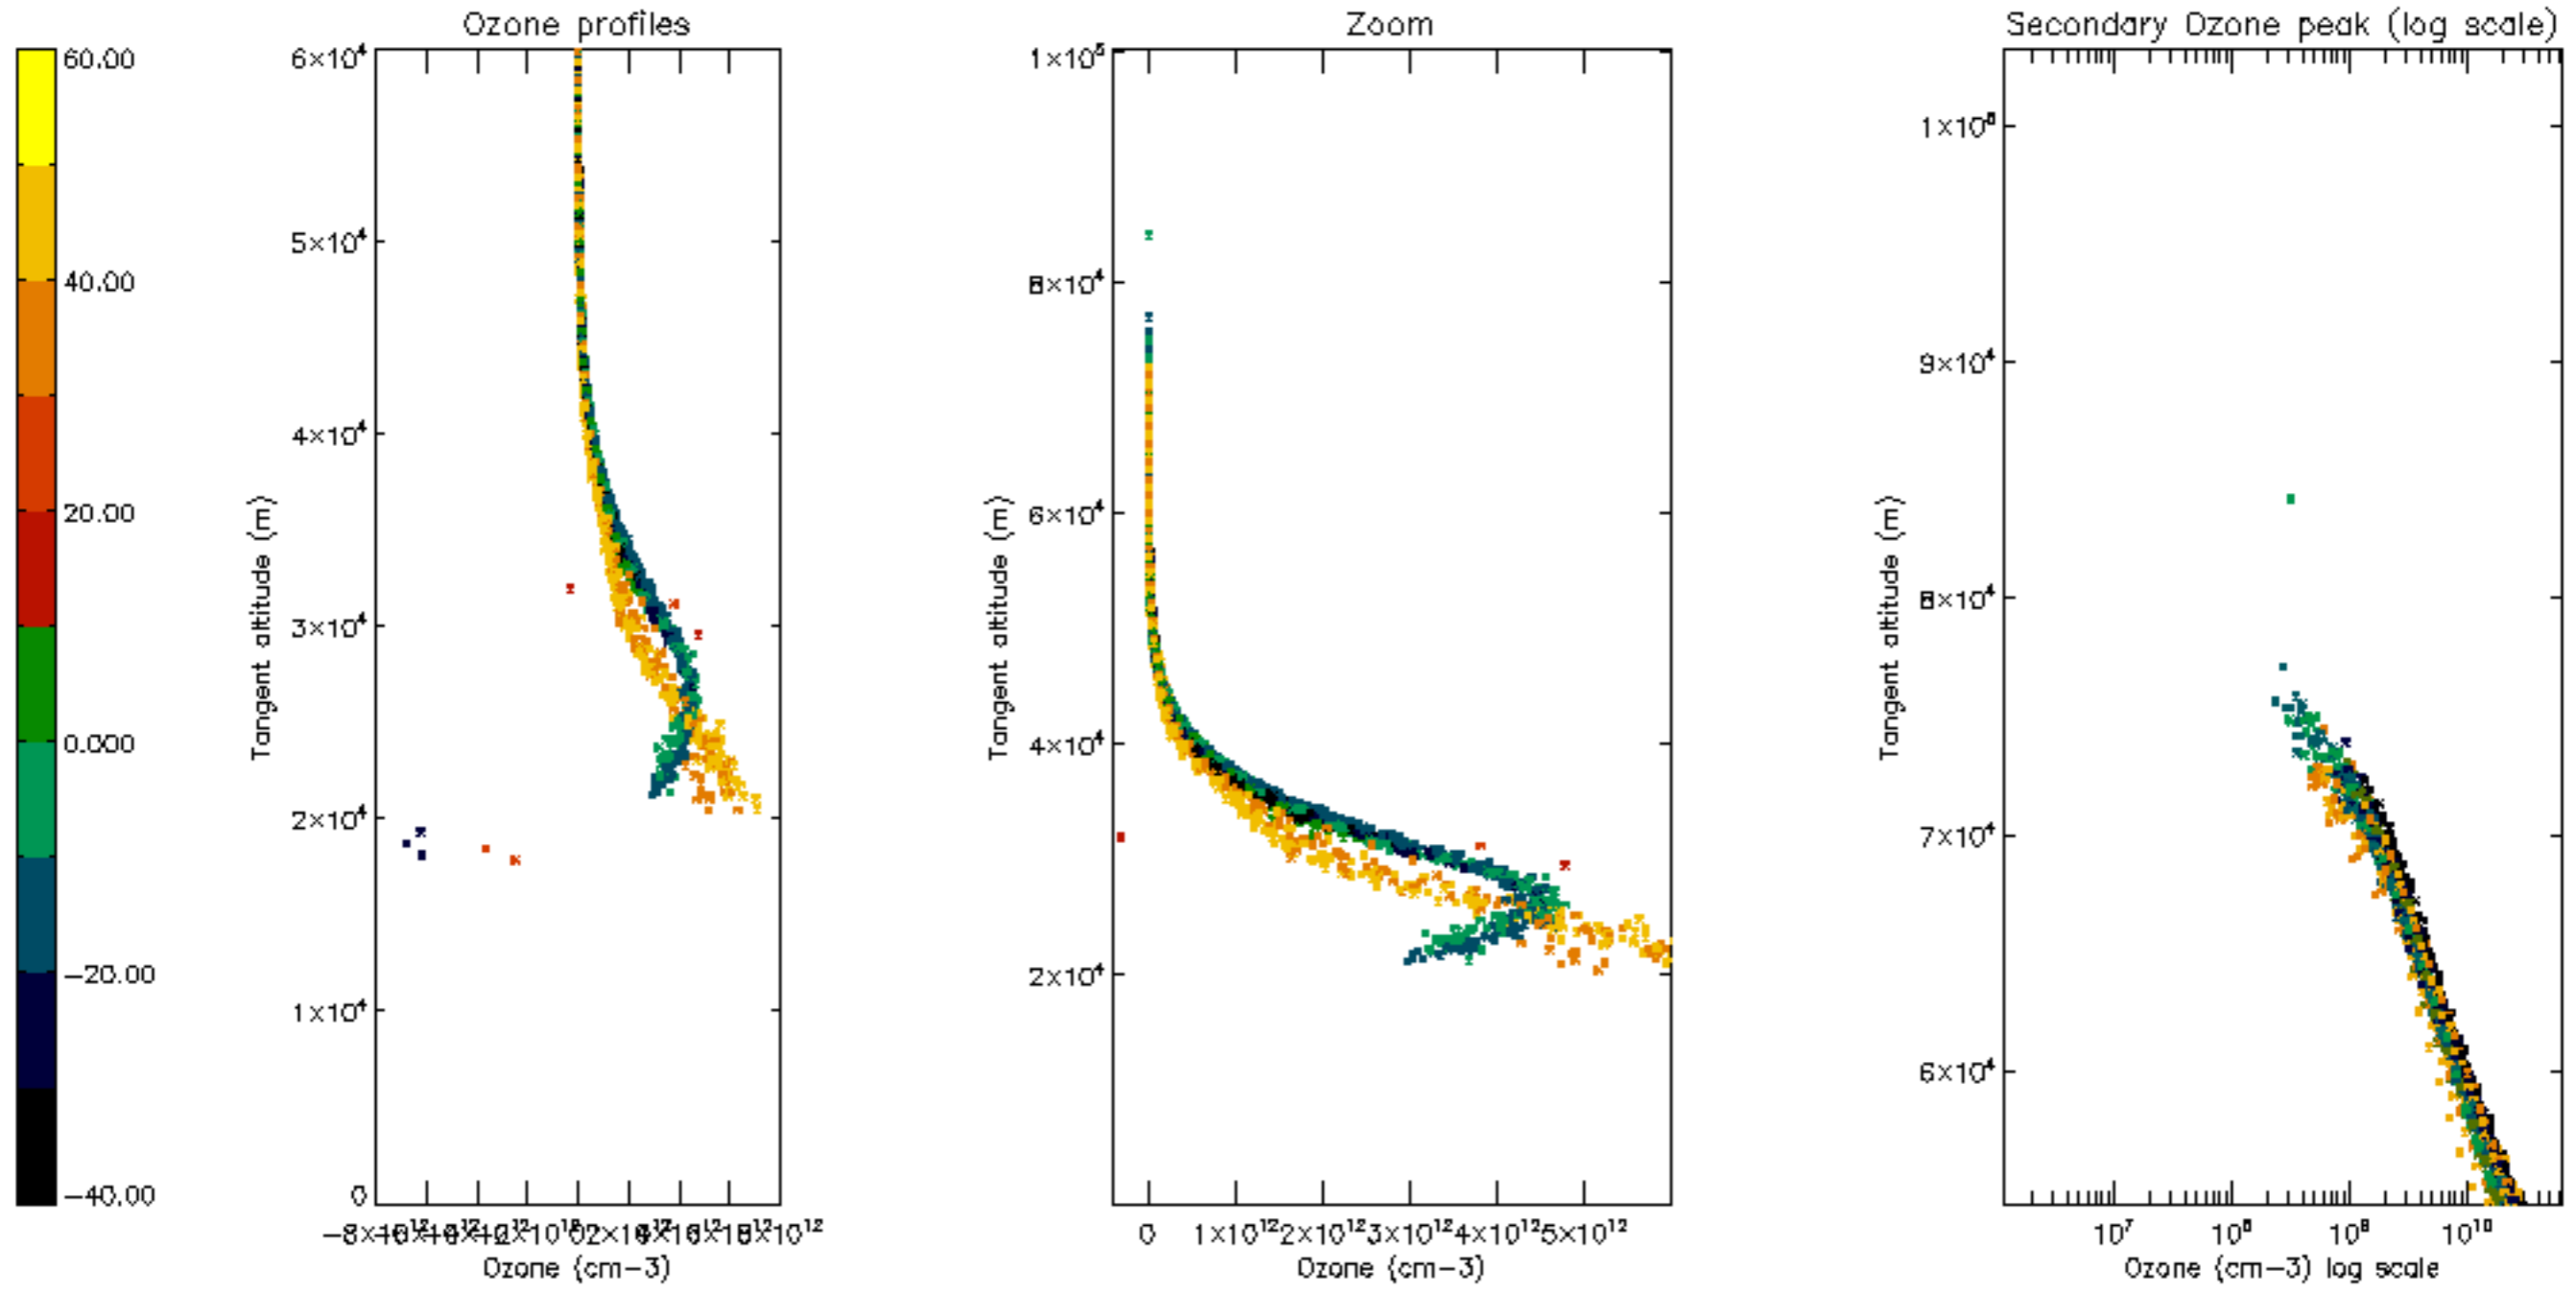 Ozone profiles
Zoom
Secondary Ozone peak (log scale)
60.00
40.00
20.00
0.000
−20.00
−40.00
6×10⁴
5×10⁴
4×10⁴
3×10⁴
2×10⁴
1×10⁴
0
Tangent altitude (m)
Ozone (cm−3)
1×10⁵
8×10⁴
6×10⁴
4×10⁴
2×10⁴
Tangent altitude (m)
0 1×10¹² 2×10¹² 3×10¹² 4×10¹² 5×10¹²
Ozone (cm−3)
1×10⁵
9×10⁴
8×10⁴
7×10⁴
6×10⁴
Tangent altitude (m)
10⁷ 10⁸ 10⁹ 10¹⁰
Ozone (cm−3) log scale